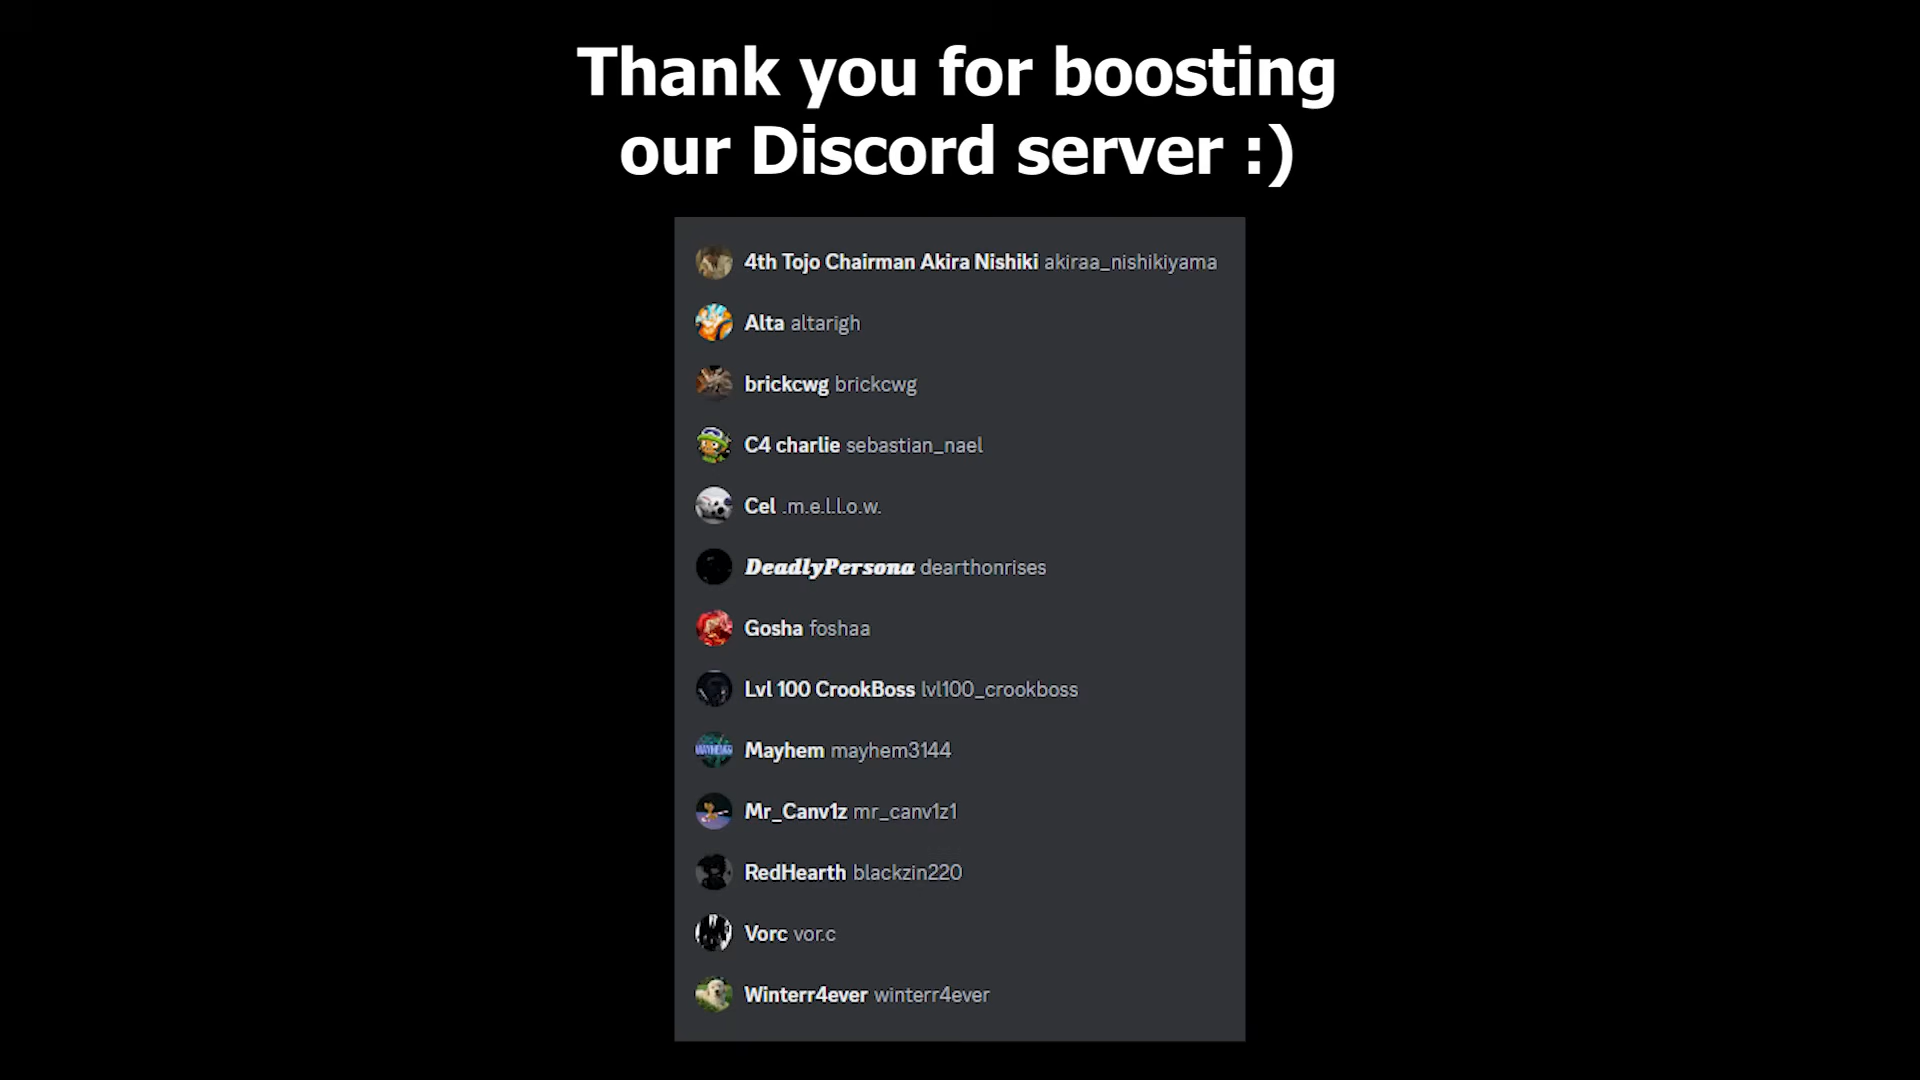 Thank you for boosting
our Discord server :)
4th Tojo Chairman Akira Nishiki akiraa_nishikiyama
Alta altarigh
brickcwg brickcwg
C4 charlie sebastian_nael
Cel .m.e.l.l.o.w.
DeadlyPersona dearthonrises
Gosha foshaa
Lvl 100 CrookBoss lvl100_crookboss
Mayhem mayhem3144
Mr_Canv1z mr_canv1z1
RedHearth blackzin220
Vorc vor.c
Winterr4ever winterr4ever